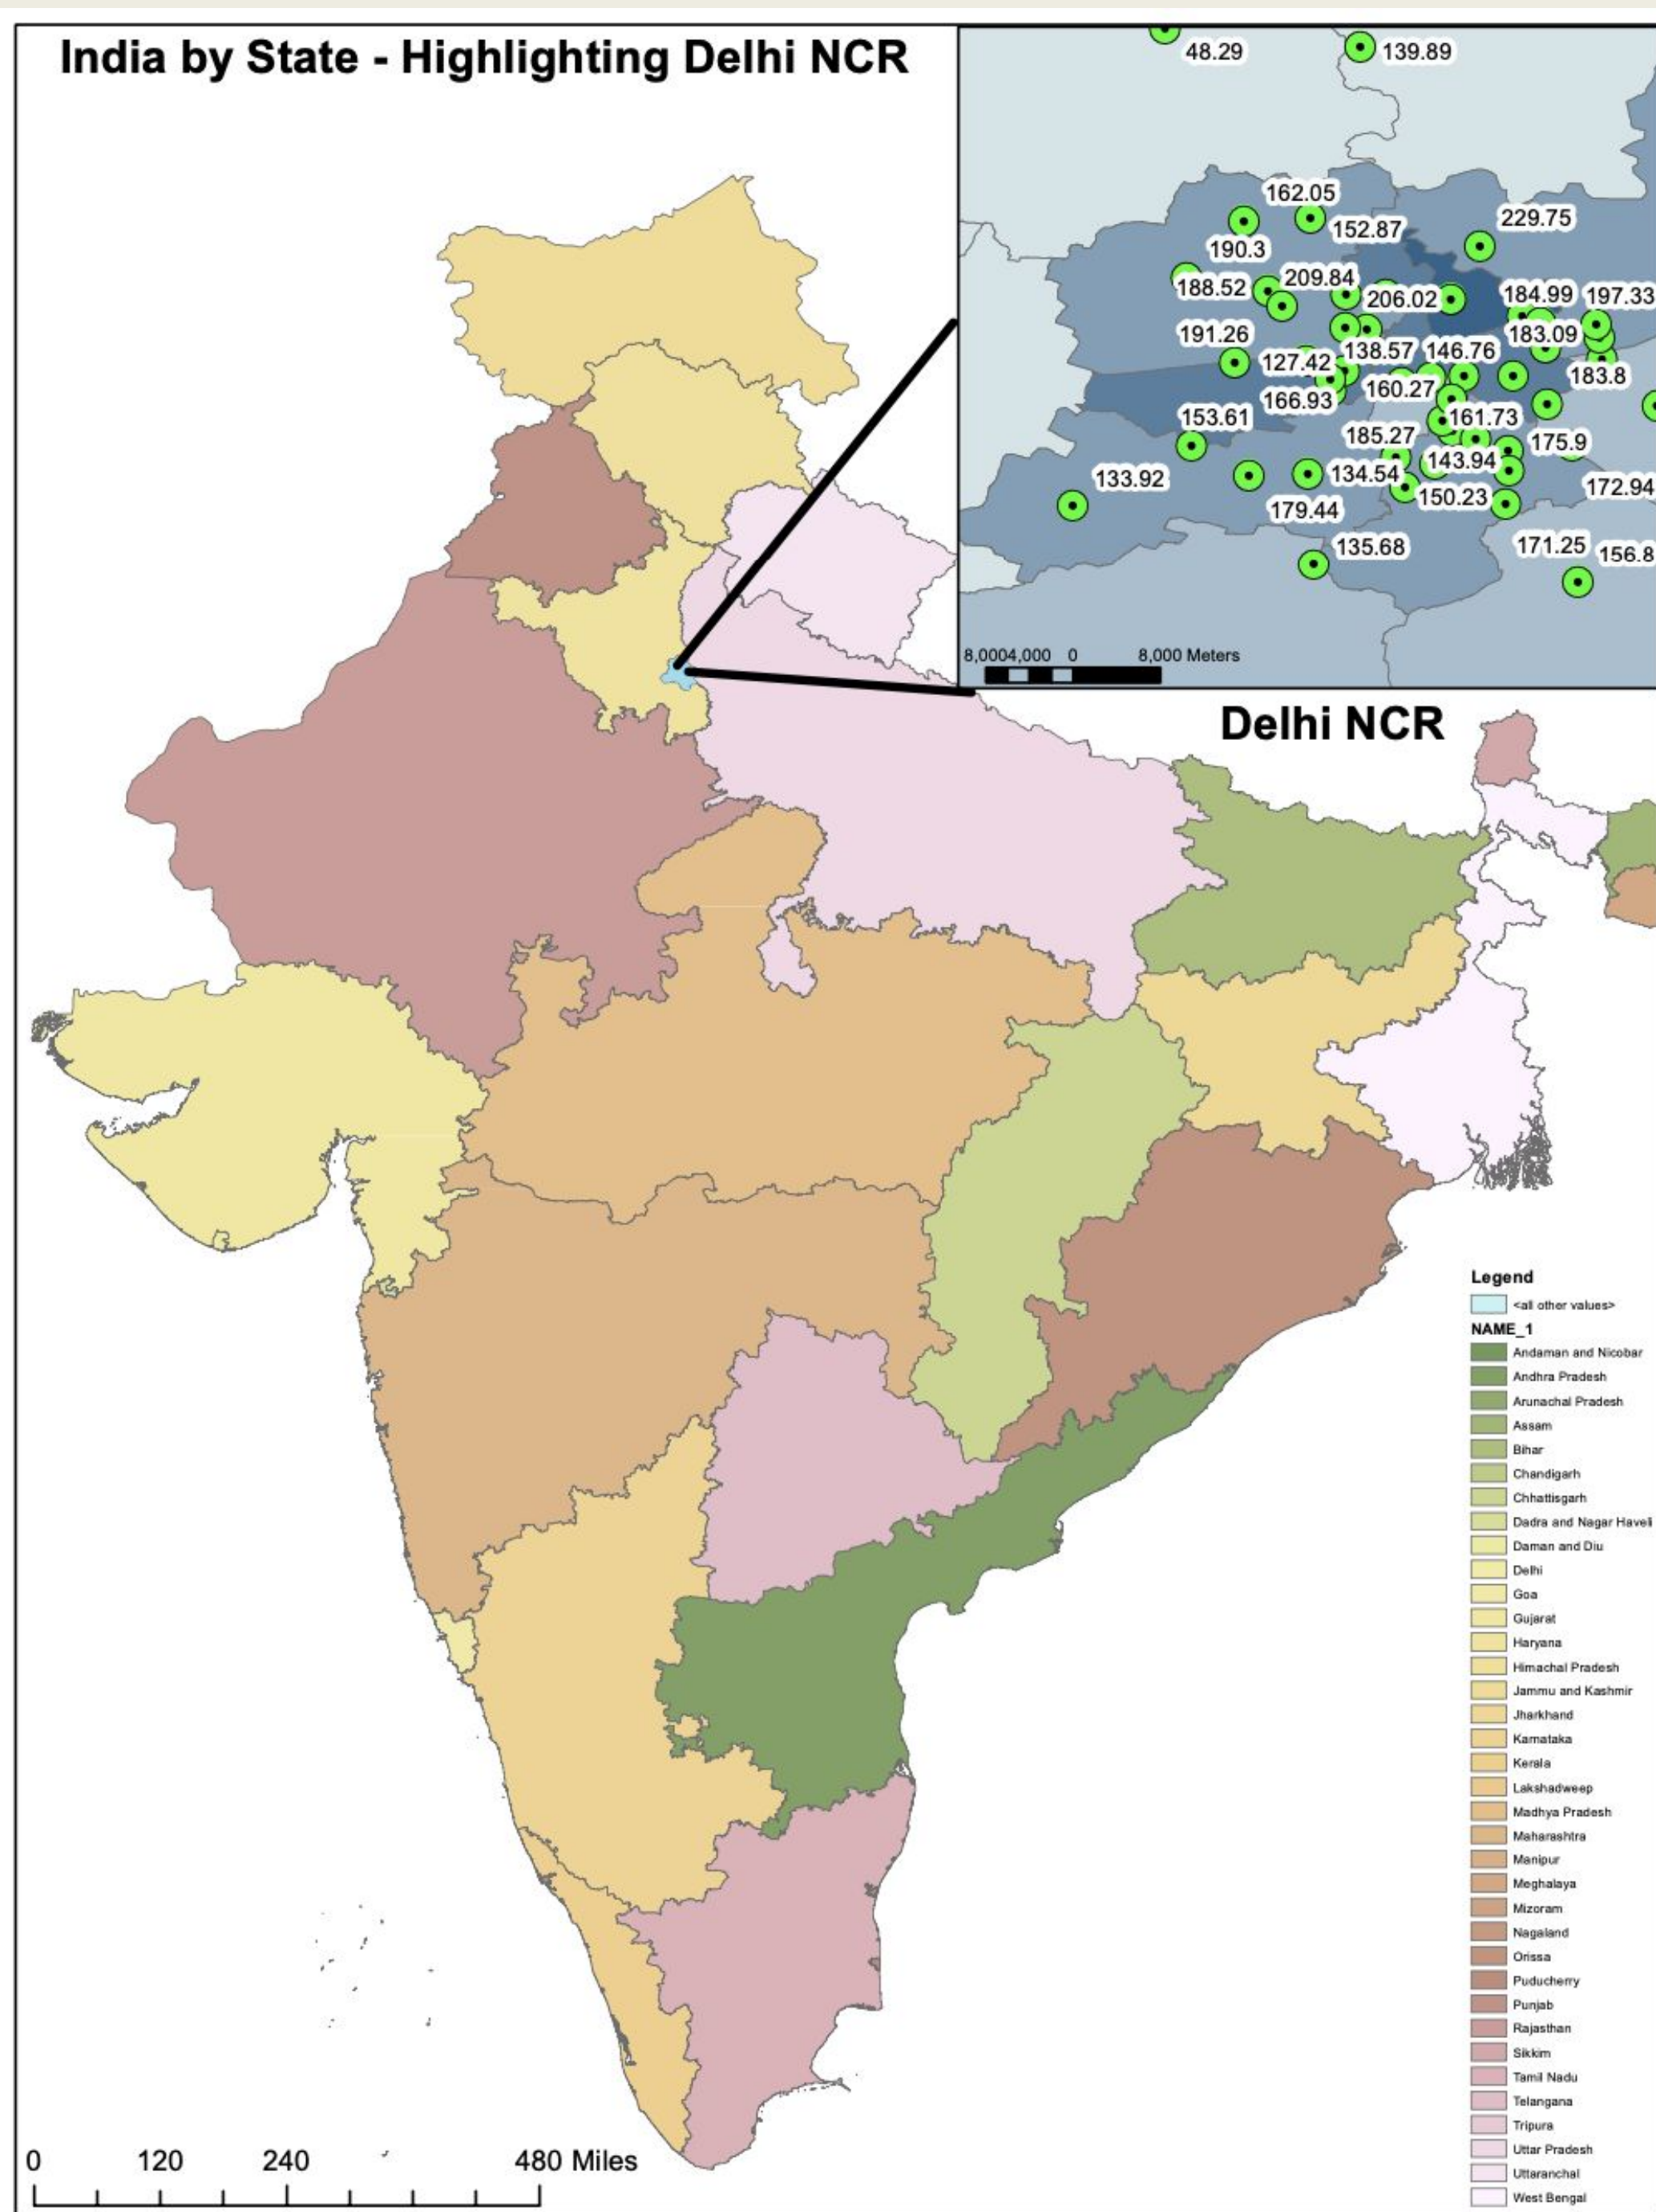 India by State - Highlighting Delhi NCR
48.29
139.89
162.05
152.87
229.75
190.3
188.52
209.84
206.02
184.99
197.33
191.26
183.09
127.42
138.57
146.76
183.8
166.93
160.27
153.61
161.73
185.27
175.9
133.92
134.54
143.94
172.94
179.44
150.23
135.68
171.25
156.8
8,0004,000 0 8,000 Meters
Delhi NCR
Legend
<all other values>
NAME_1
Andaman and Nicobar
Andhra Pradesh
Arunachal Pradesh
Assam
Bihar
Chandigarh
Chhattisgarh
Dadra and Nagar Haveli
Daman and Diu
Delhi
Goa
Gujarat
Haryana
Himachal Pradesh
Jammu and Kashmir
Jharkhand
Karnataka
Kerala
Lakshadweep
Madhya Pradesh
Maharashtra
Manipur
Meghalaya
Mizoram
Nagaland
Orissa
Puducherry
Punjab
Rajasthan
Sikkim
Tamil Nadu
Telangana
Tripura
Uttar Pradesh
Uttaranchal
West Bengal
0 120 240 480 Miles